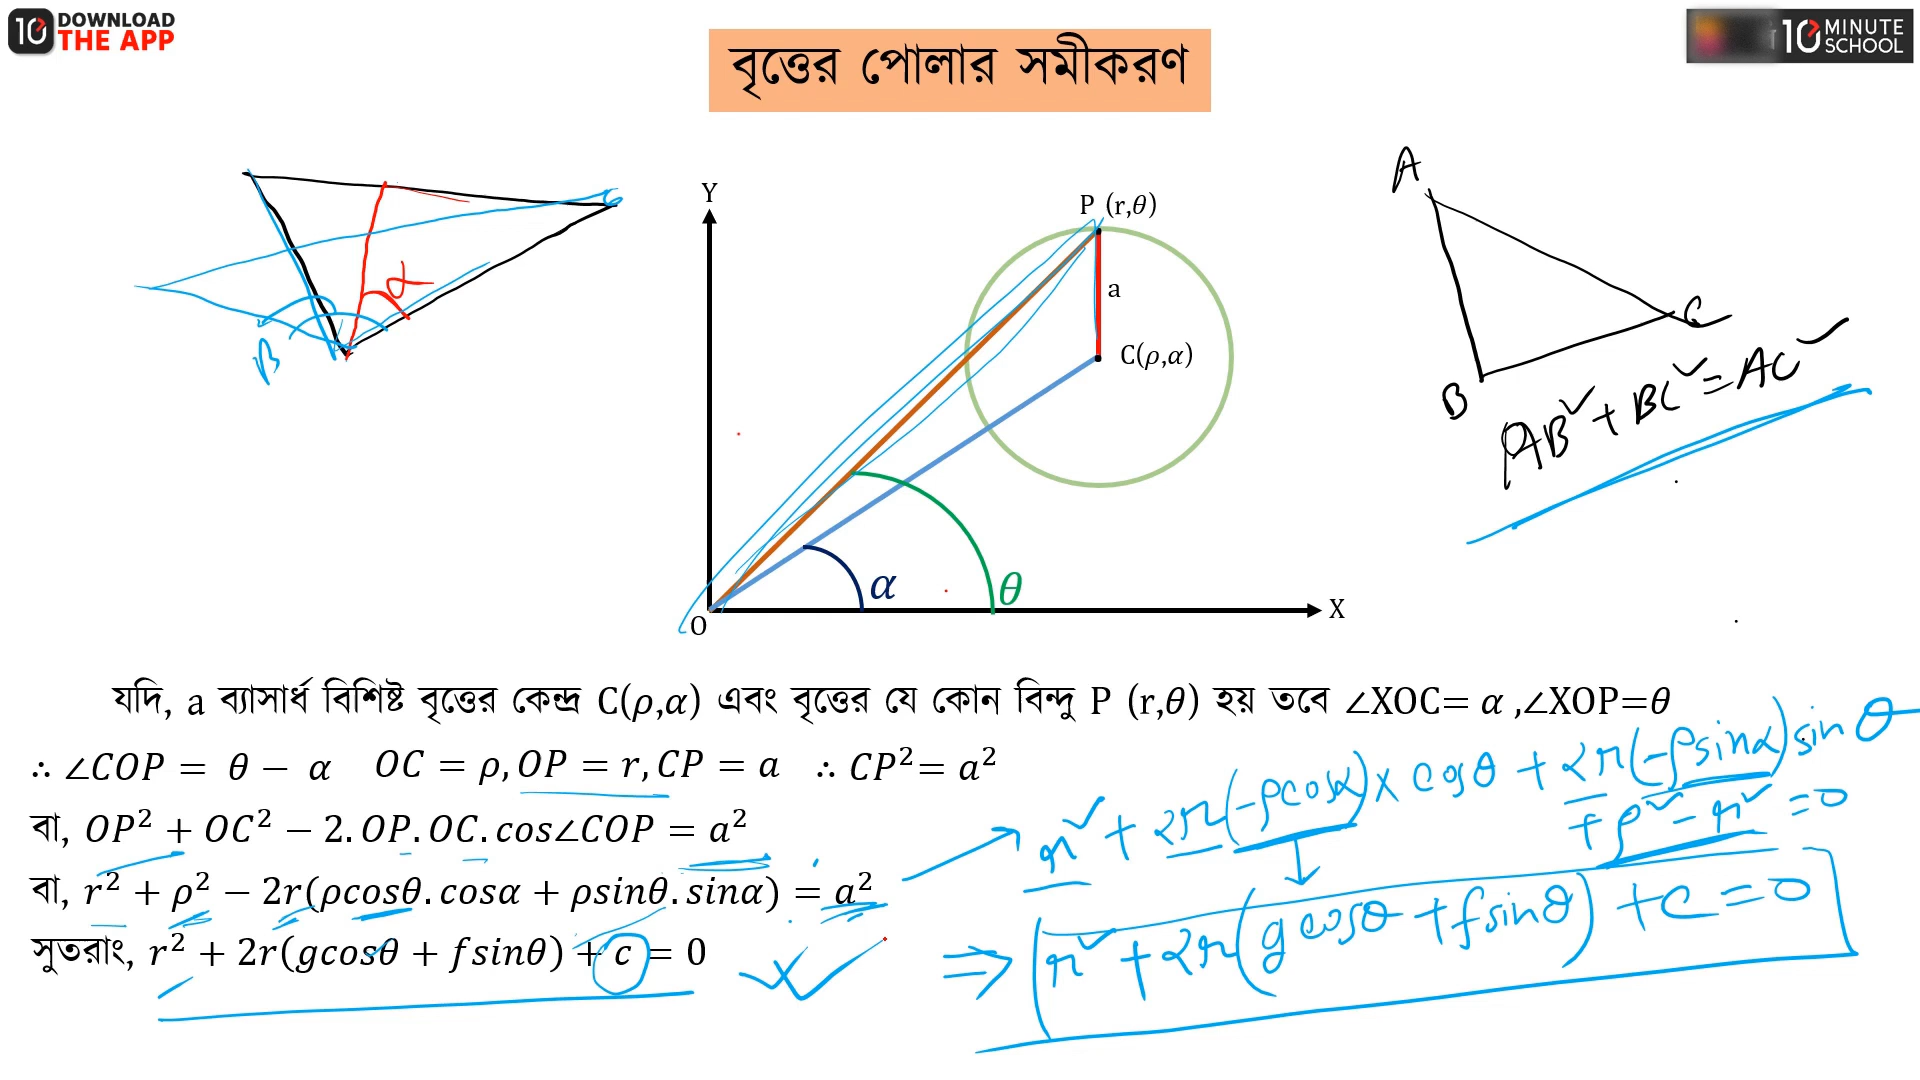 10 DOWNLOAD THE APP
10 MINUTE SCHOOL
বৃত্তের পোলার সমীকরণ
α
β
Y
P (r,θ)
a
C(ρ,α)
α
θ
O
X
A
B
C
AB² + BC² = AC²
যদি, a ব্যাসার্ধ বিশিষ্ট বৃত্তের কেন্দ্র C(ρ,α) এবং বৃত্তের যে কোন বিন্দু P (r,θ) হয় তবে ∠XOC= α ,∠XOP=θ
∴ ∠COP = θ − α OC = ρ, OP = r, CP = a ∴ CP²= a²
বা, OP² + OC² − 2. OP. OC. cos∠COP = a²
বা, r² + ρ² − 2r(ρcosθ. cosα + ρsinθ. sinα) = a²
সুতরাং, r² + 2r(gcosθ + fsinθ) + c = 0
r² + 2r(-ρcosα) x cosθ + 2r(-ρsinα) sinθ
+ ρ² - r² = 0
⇒ r² + 2r(gcosθ + fsinθ) + c = 0